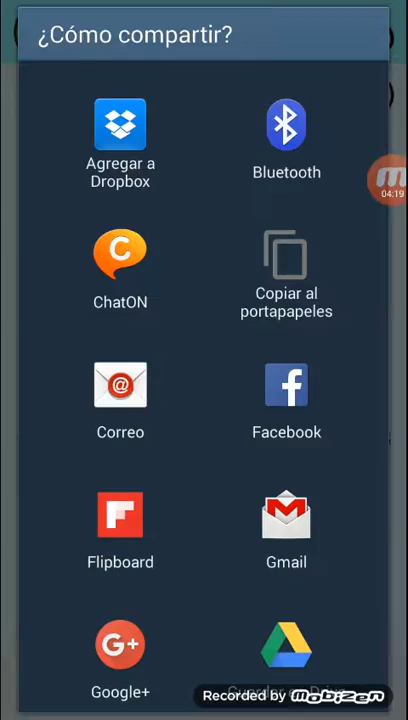 ¿Cómo compartir?
Agregar a
Dropbox
Bluetooth
04:19
ChatON
Copiar al
portapapeles
Correo
Facebook
Flipboard
Gmail
G+
Google+
Recorded by mobizen